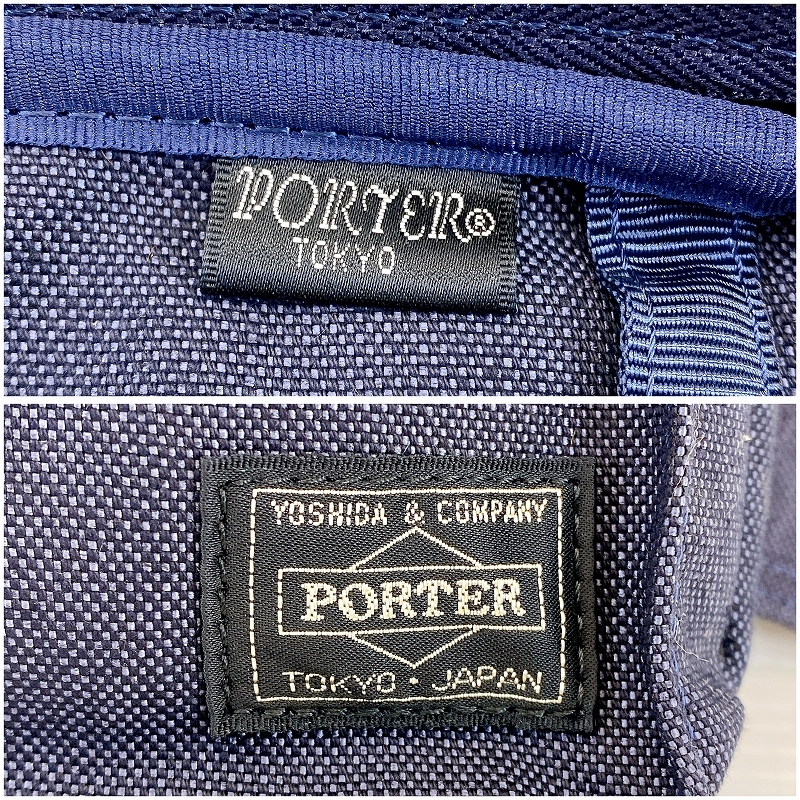 PORTER®
TOKYO
YOSHIDA & COMPANY
PORTER
TOKYO・JAPAN